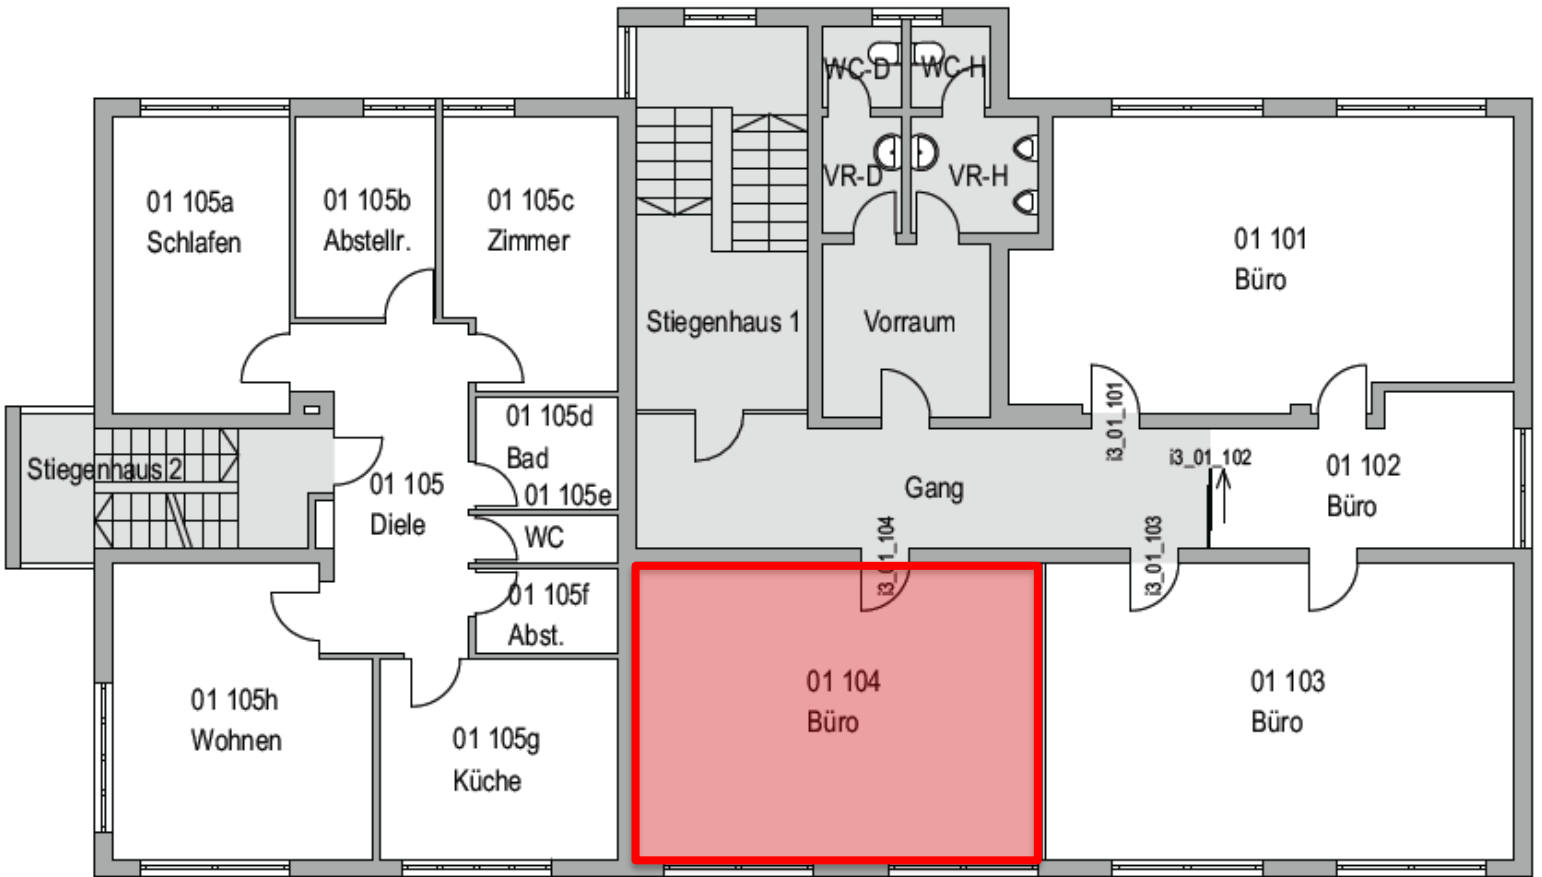 WC-D
WC-H
VR-D
VR-H
01 105a
Schlafen
01 105b
Abstellr.
01 105c
Zimmer
01 101
Büro
Stiegenhaus 1
Vorraum
i3_01_101
01 105d
Bad
01 105e
WC
Stiegenhaus 2
01 105
Diele
Gang
i3_01_102
01 102
Büro
i3_01_104
i3_01_103
01 105f
Abst.
01 105h
Wohnen
01 105g
Küche
01 104
Büro
01 103
Büro